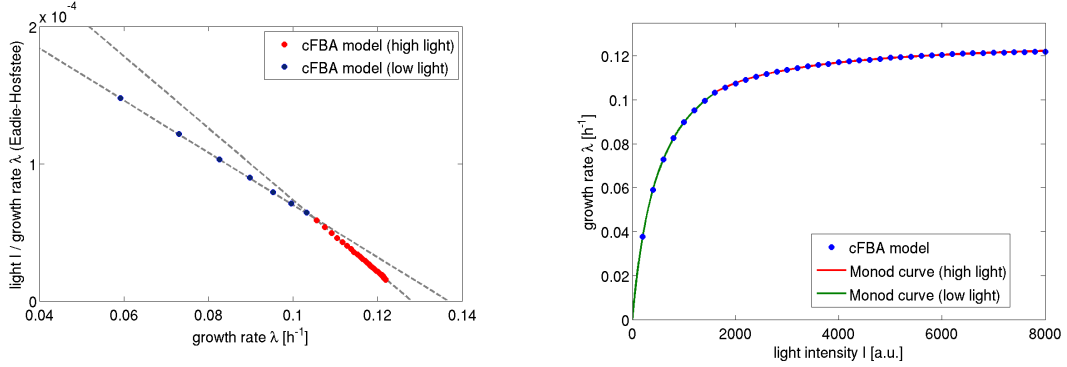 2 x 10⁻⁴
light I / growth rate λ (Eadie-Hosfstee)
1
0
cFBA model (high light)
cFBA model (low light)
0.04 0.06 0.08 0.1 0.12 0.14
growth rate λ [h⁻¹]
0.12
0.1
0.08
0.06
0.04
0.02
0
growth rate λ [h⁻¹]
cFBA model
Monod curve (high light)
Monod curve (low light)
0 2000 4000 6000 8000
light intensity I [a.u.]